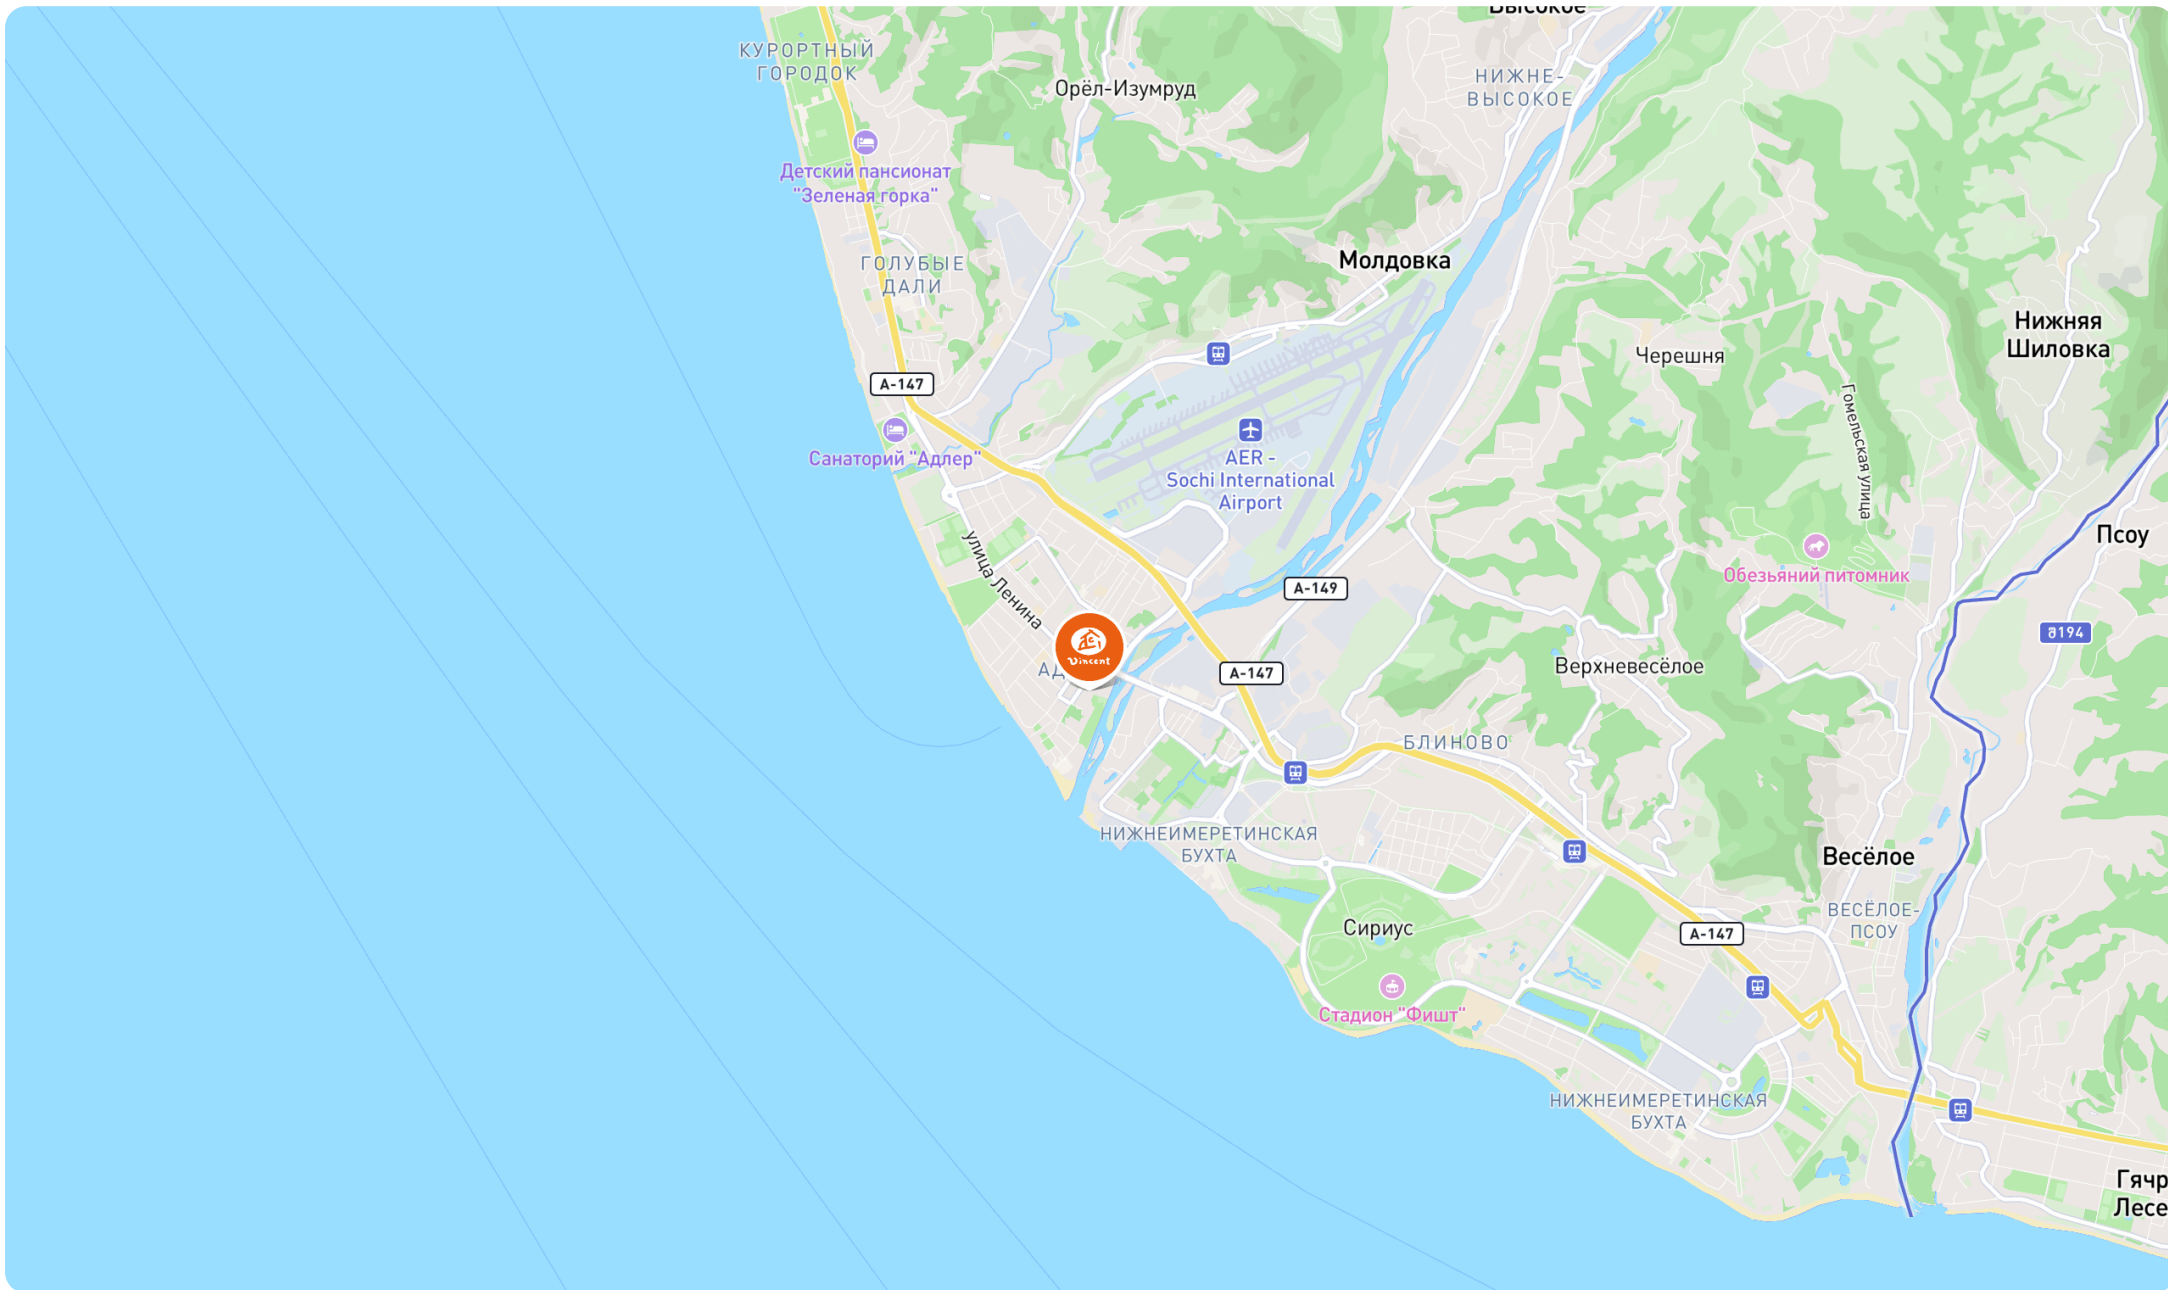 Высокое
КУРОРТНЫЙ
ГОРОДОК
Орёл-Изумруд
НИЖНЕ-
ВЫСОКОЕ
Детский пансионат
"Зеленая горка"
ГОЛУБЫЕ
ДАЛИ
Молдовка
Нижняя
Шиловка
Черешня
A-147
Гомельская улица
Санаторий "Адлер"
AER -
Sochi International
Airport
Псоу
улица Ленина
Обезьяний питомник
A-149
შ194
Vincent
Верхневесёлое
A-147
БЛИНОВО
НИЖНЕИМЕРЕТИНСКАЯ
БУХТА
Весёлое
ВЕСЁЛОЕ-
ПСОУ
Сириус
A-147
Стадион "Фишт"
НИЖНЕИМЕРЕТИНСКАЯ
БУХТА